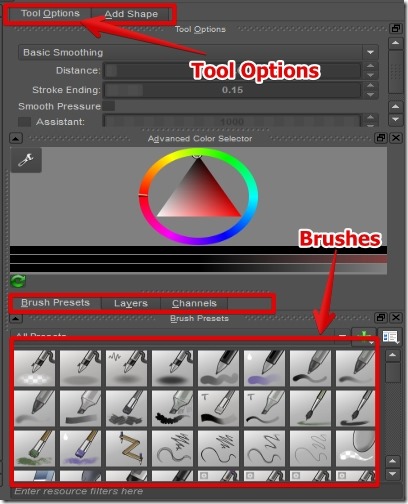 Tool Options Add Shape
Tool Options
Basic Smoothing
Tool Options
Distance:
Stroke Ending: 0.15
Smooth Pressure
Assistant: 1000
Advanced Color Selector
Brushes
Brush Presets Layers Channels
Brush Presets
All Presets
Enter resource filters here